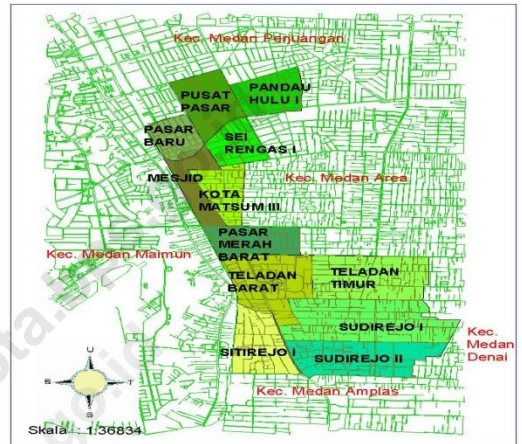 Kec. Medan Perjuangan
PUSAT
PASAR
PANDAU
HULU I
PASAR
BARU
SEI
RENGAS I
MESJID
KOTA
MATSUM III
Kec. Medan Area
PASAR
MERAH
BARAT
Kec. Medan Maimun
TELADAN
BARAT
TELADAN
TIMUR
SUDIREJO I
Kec.
Medan
Denai
SITIREJO I
SUDIREJO II
Kec. Medan Amplas
U
B
T
S
Skala : 1:36834